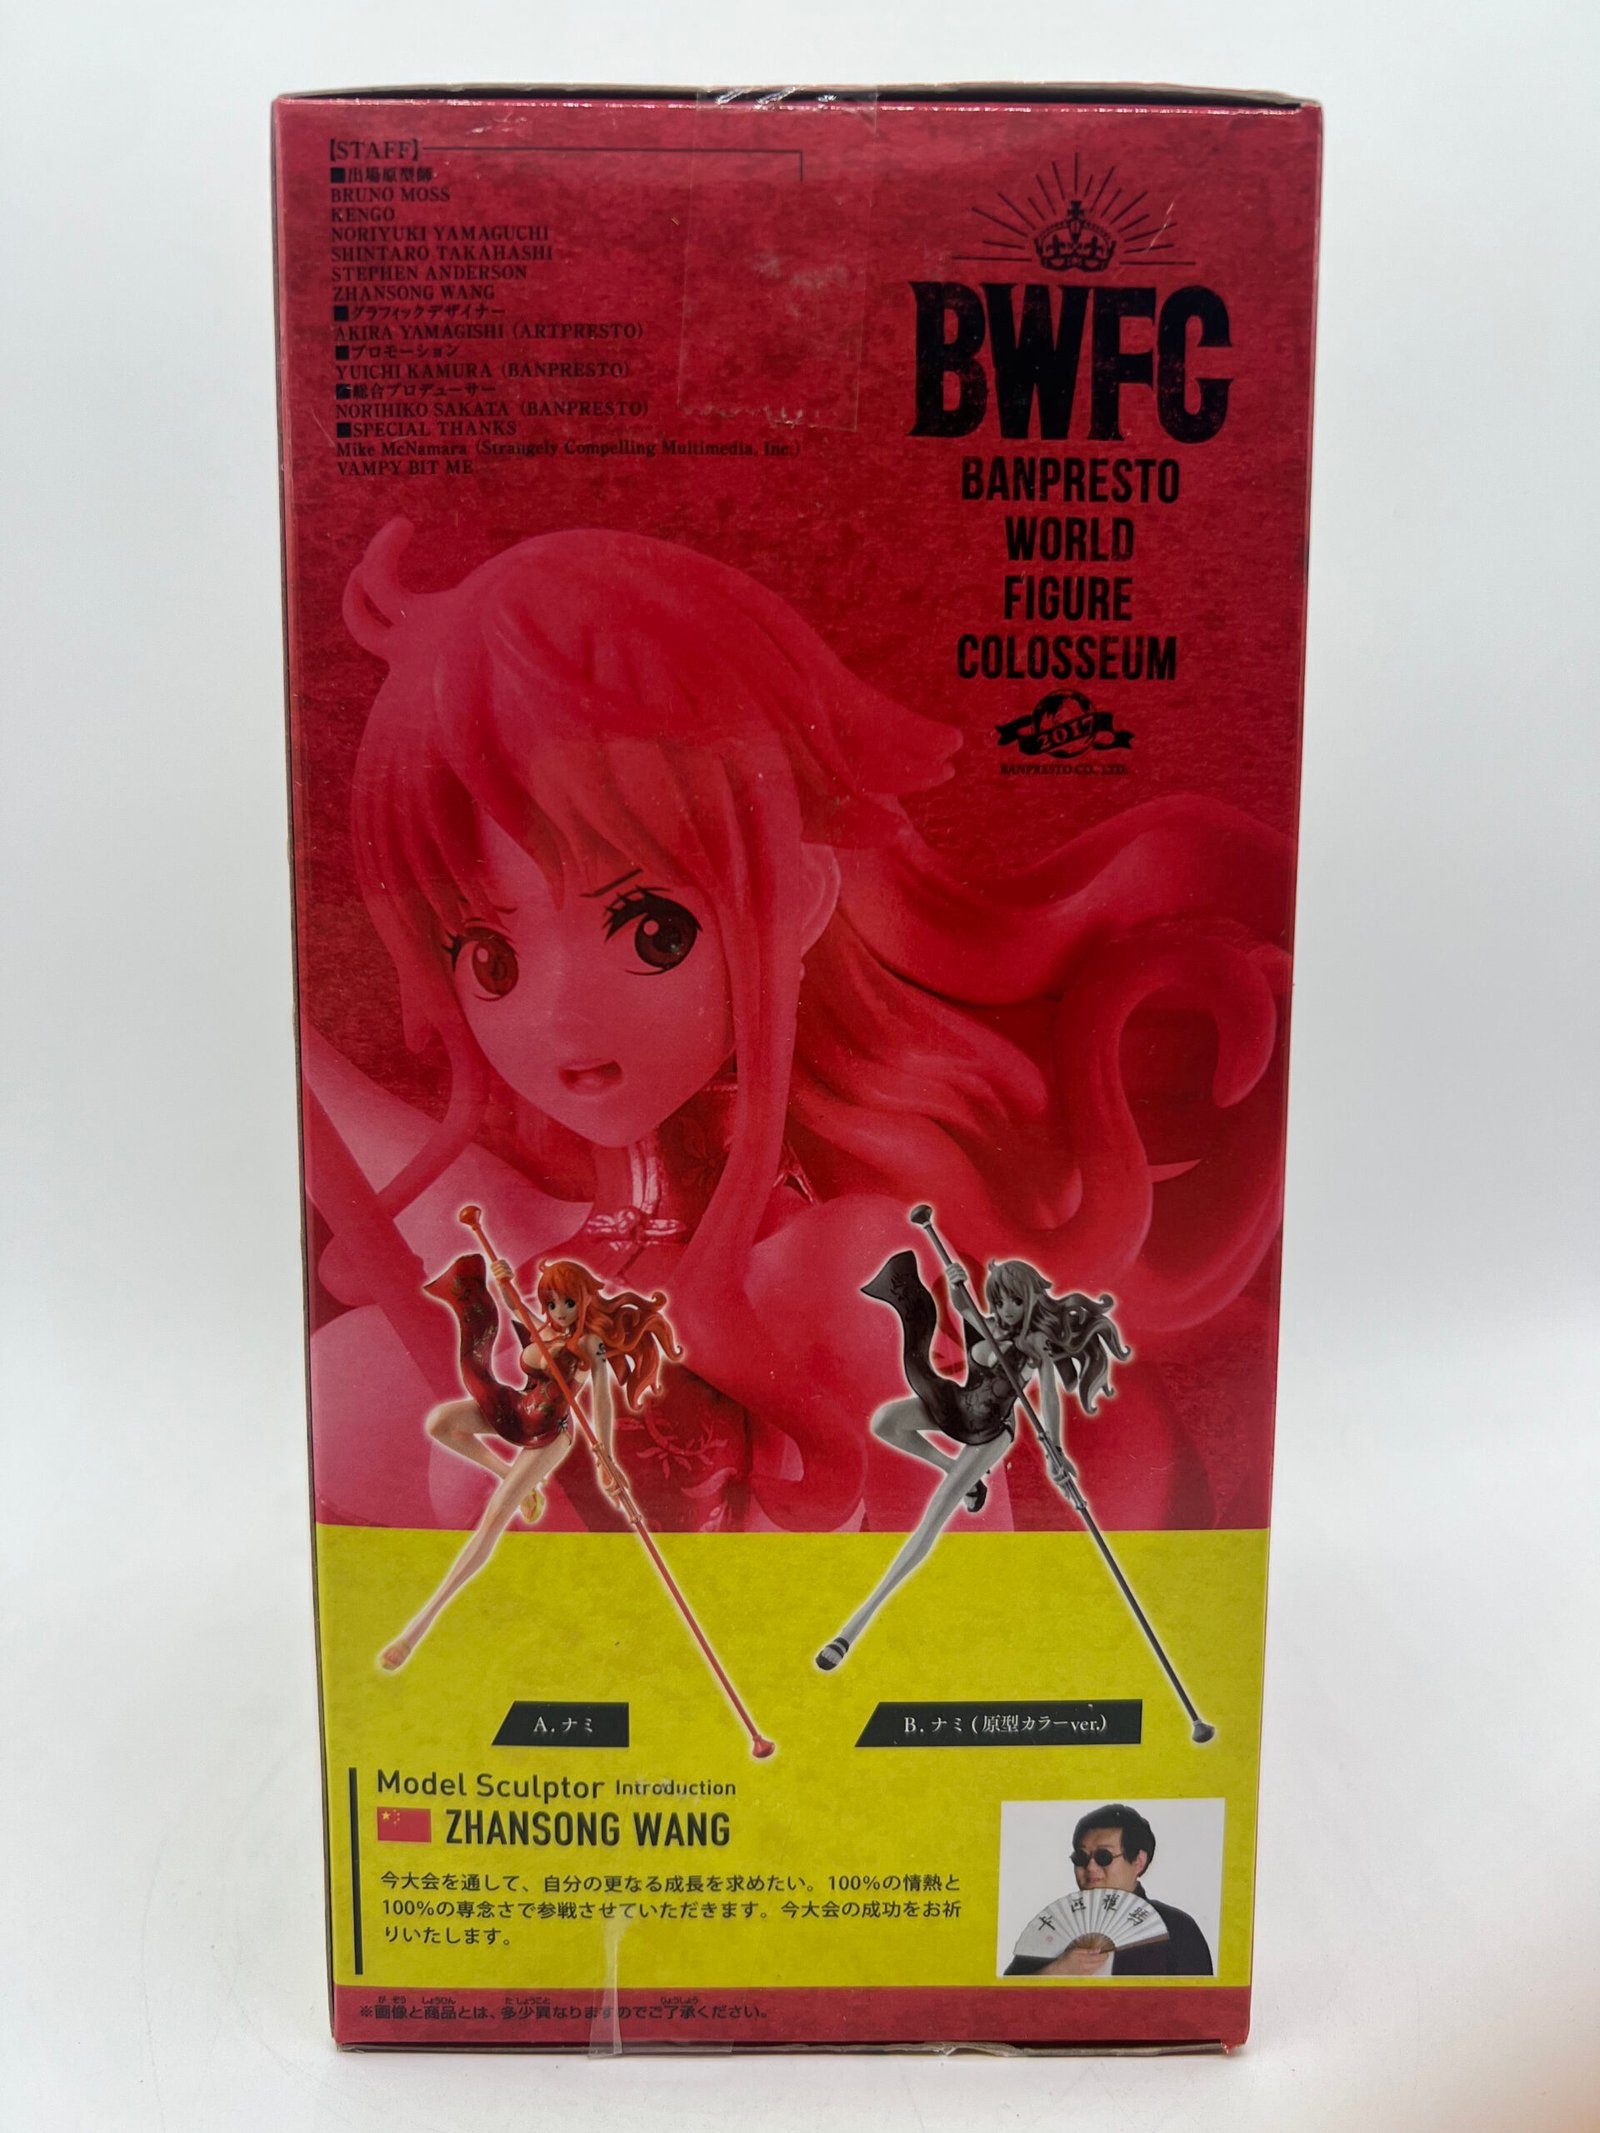 【STAFF】
■出場原型師
BRUNO MOSS
KENGO
NORIYUKI YAMAGUCHI
SHINTARO TAKAHASHI
STEPHEN ANDERSON
ZHANSONG WANG
■グラフィックデザイナー
AKIRA YAMAGISHI (ARTPRESTO)
■プロモーション
YUICHI KAMURA (BANPRESTO)
■総合プロデューサー
NORIHIKO SAKATA (BANPRESTO)
■SPECIAL THANKS
Mike McNamara (Strangely Compelling Multimedia, Inc.)
VAMPY BIT ME
BWFC
BANPRESTO
WORLD
FIGURE
COLOSSEUM
2017
BANPRESTO CO., LTD.
A. ナミ
B. ナミ (原型カラーver.)
Model Sculptor Introduction
ZHANSONG WANG
今大会を通して、自分の更なる成長を求めたい。100%の情熱と
100%の専念さで参戦させていただきます。今大会の成功をお祈
りいたします。
※画像と商品とは、多少異なりますのでご了承ください。